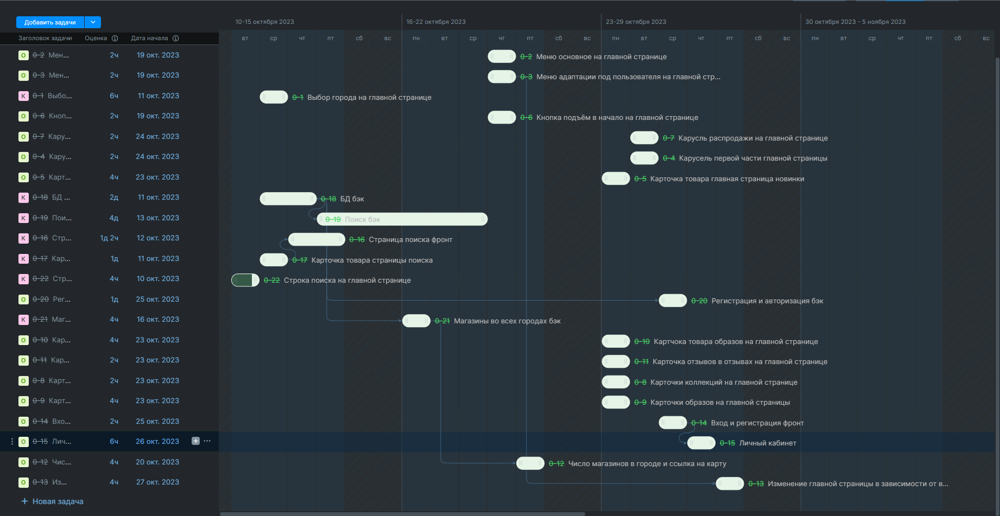 10-15 октября 2023 16-22 октября 2023 23-29 октября 2023 30 октября 2023 - 5 ноября 2023
Добавить задачи
Заголовок задачи Оценка Дата начала вт ср чт пт сб вс пн вт ср чт пт сб вс пн вт ср чт пт сб вс пн вт ср чт пт сб вс
О 0-2 Мен... 2ч 19 окт. 2023 0-2 Меню основное на главной странице
О 0-3 Мен... 2ч 19 окт. 2023 0-3 Меню адаптации под пользователя на главной стр...
К 0-1 Выбо... 6ч 11 окт. 2023 0-1 Выбор города на главной странице
О 0-6 Кноп... 2ч 19 окт. 2023 0-6 Кнопка подъём в начало на главной странице
О 0-7 Кару... 2ч 24 окт. 2023 0-7 Карусль распродажи на главной странице
О 0-4 Кару... 2ч 24 окт. 2023 0-4 Карусель первой части главной страницы
О 0-5 Карт... 4ч 23 окт. 2023 0-5 Карточка товара главная страница новинки
К 0-18 БД ... 2д 11 окт. 2023 0-18 БД бэк
К 0-19 Пои... 4д 13 окт. 2023 0-19 Поиск бэк
К 0-16 Стр... 1д 2ч 12 окт. 2023 0-16 Страница поиска фронт
К 0-17 Кар... 1д 11 окт. 2023 0-17 Карточка товара страницы поиска
К 0-22 Стр... 4ч 10 окт. 2023 0-22 Строка поиска на главной странице
О 0-20 Рег... 1д 25 окт. 2023 0-20 Регистрация и авторизация бэк
К 0-21 Маг... 4ч 16 окт. 2023 0-21 Магазины во всех городах бэк
О 0-10 Кар... 4ч 23 окт. 2023 0-10 Картчока товара образов на главной странице
О 0-11 Кар... 2ч 23 окт. 2023 0-11 Карточка отзывов в отзывах на главной странице
О 0-8 Карт... 2ч 23 окт. 2023 0-8 Карточки коллекций на главной странице
О 0-9 Карт... 4ч 23 окт. 2023 0-9 Карточки образов на главной страницы
О 0-14 Вхо... 2ч 25 окт. 2023 0-14 Вход и регистрация фронт
О 0-15 Лич... 6ч 26 окт. 2023 0-15 Личный кабинет
О 0-12 Чис... 4ч 20 окт. 2023 0-12 Число магазинов в городе и ссылка на карту
О 0-13 Из... 4ч 27 окт. 2023 0-13 Изменение главной страницы в зависимости от в...
+ Новая задача